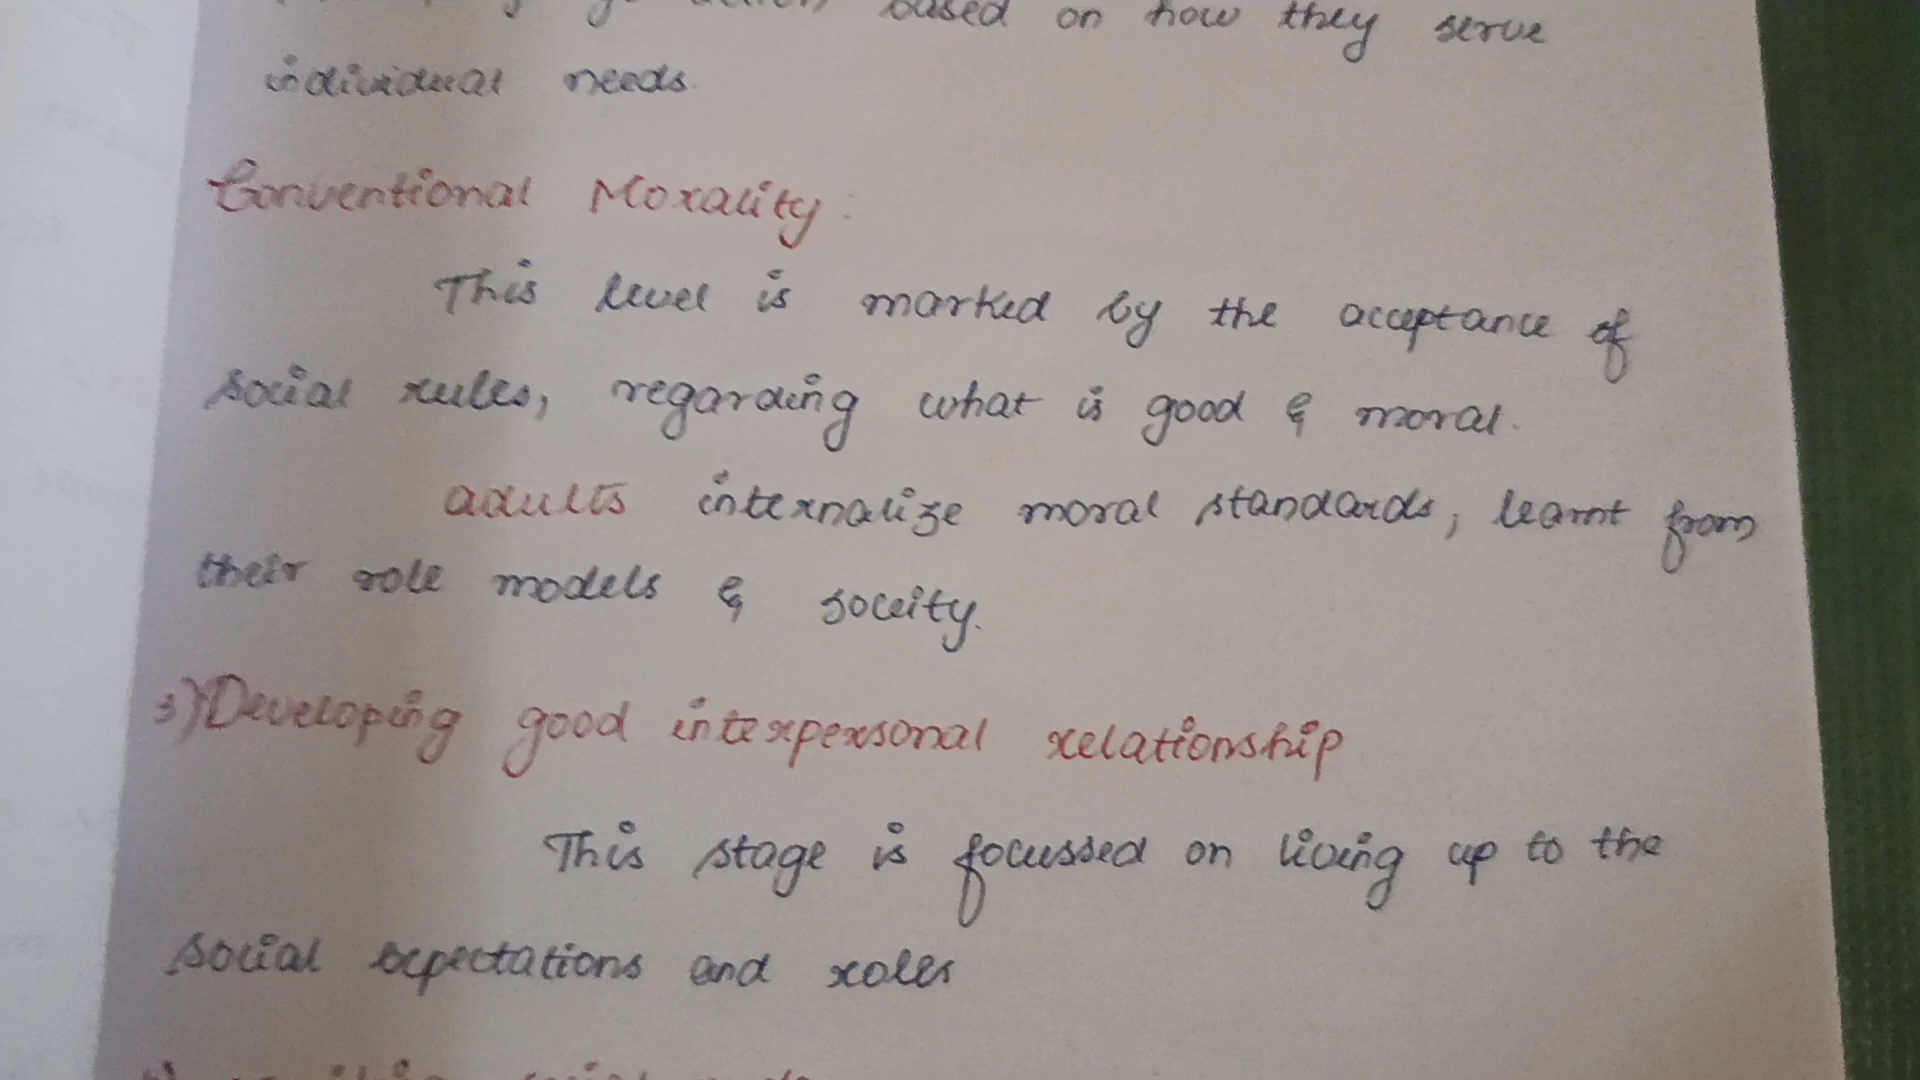 based on how they serve
individual needs.
Conventional Morality:
This level is marked by the acceptance of
social rules, regarding what is good & moral.
adults internalize moral standards, learnt from
their role models & soceity.
3) Developing good interpersonal relationship
This stage is focussed on living up to the
social expectations and roles